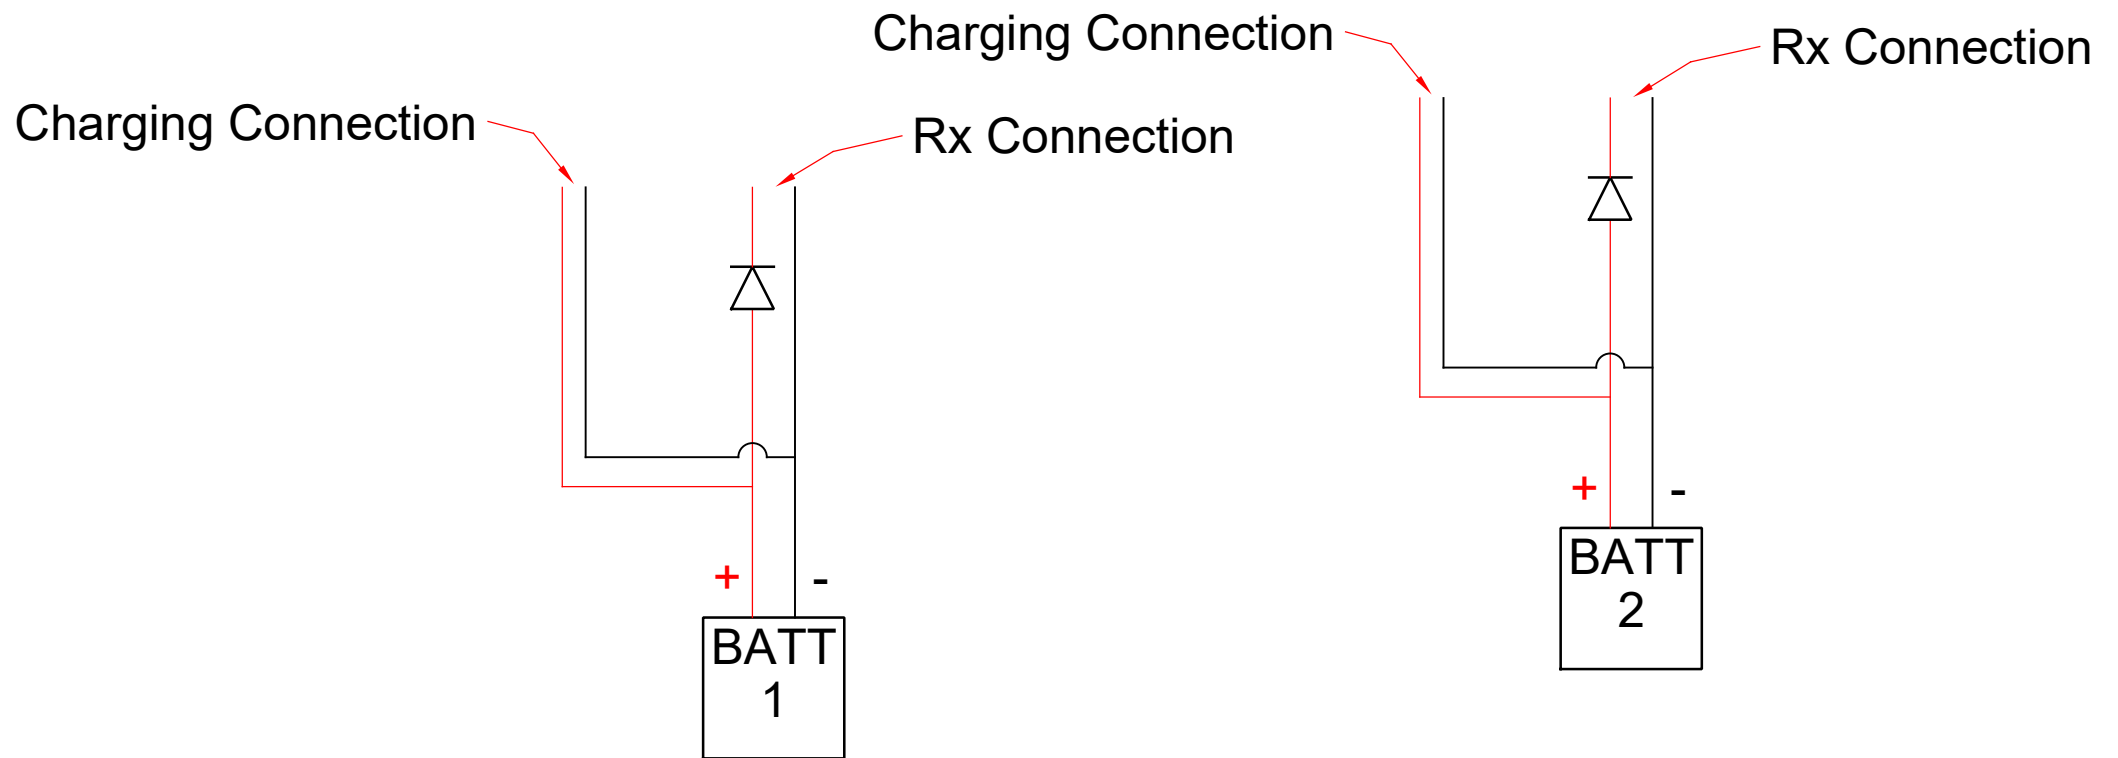 Charging Connection
Rx Connection
Charging Connection
Rx Connection
+ -
BATT
1
+ -
BATT
2